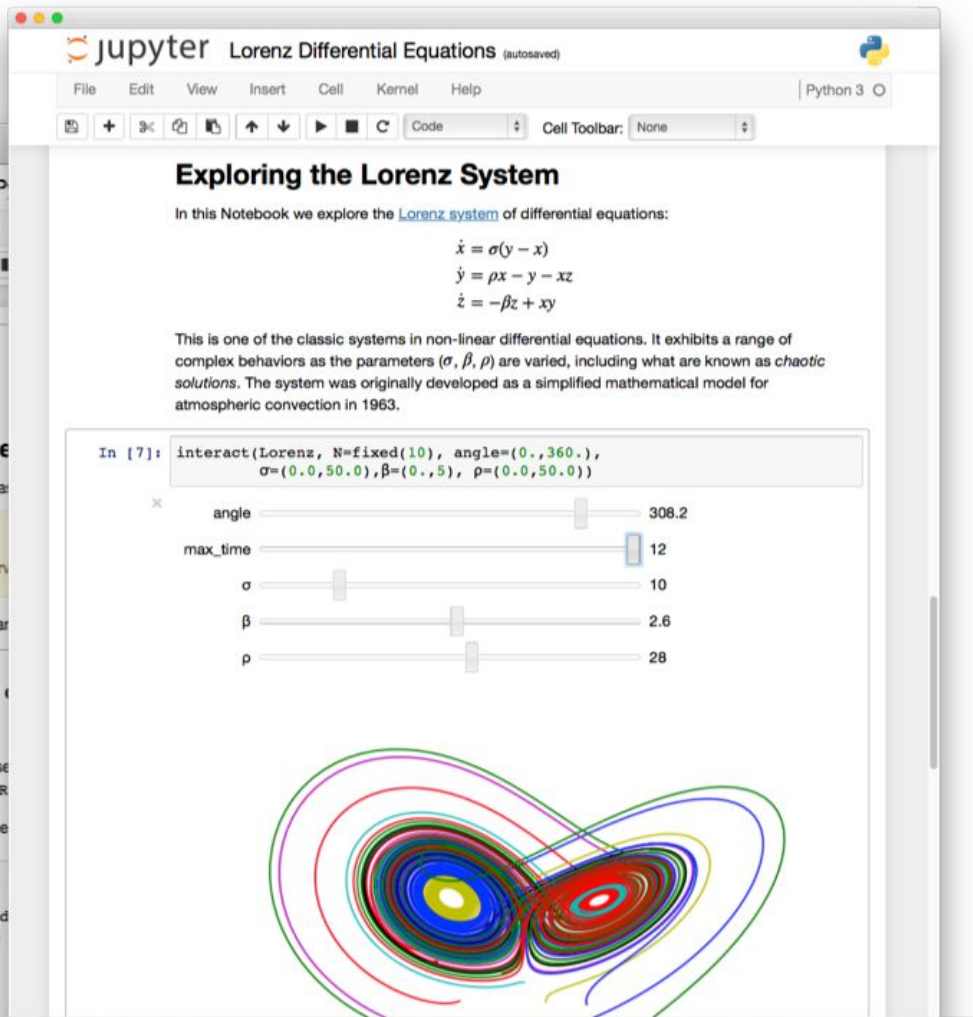 jupyter Lorenz Differential Equations (autosaved)
File Edit View Insert Cell Kernel Help Python 3
Code Cell Toolbar: None
Exploring the Lorenz System
In this Notebook we explore the Lorenz system of differential equations:
ẋ = σ(y − x)
ẏ = ρx − y − xz
ż = −βz + xy
This is one of the classic systems in non-linear differential equations. It exhibits a range of
complex behaviors as the parameters (σ, β, ρ) are varied, including what are known as chaotic
solutions. The system was originally developed as a simplified mathematical model for
atmospheric convection in 1963.
In [7]: interact(Lorenz, N=fixed(10), angle=(0.,360.),
σ=(0.0,50.0),β=(0.,5), ρ=(0.0,50.0))
angle 308.2
max_time 12
σ 10
β 2.6
ρ 28